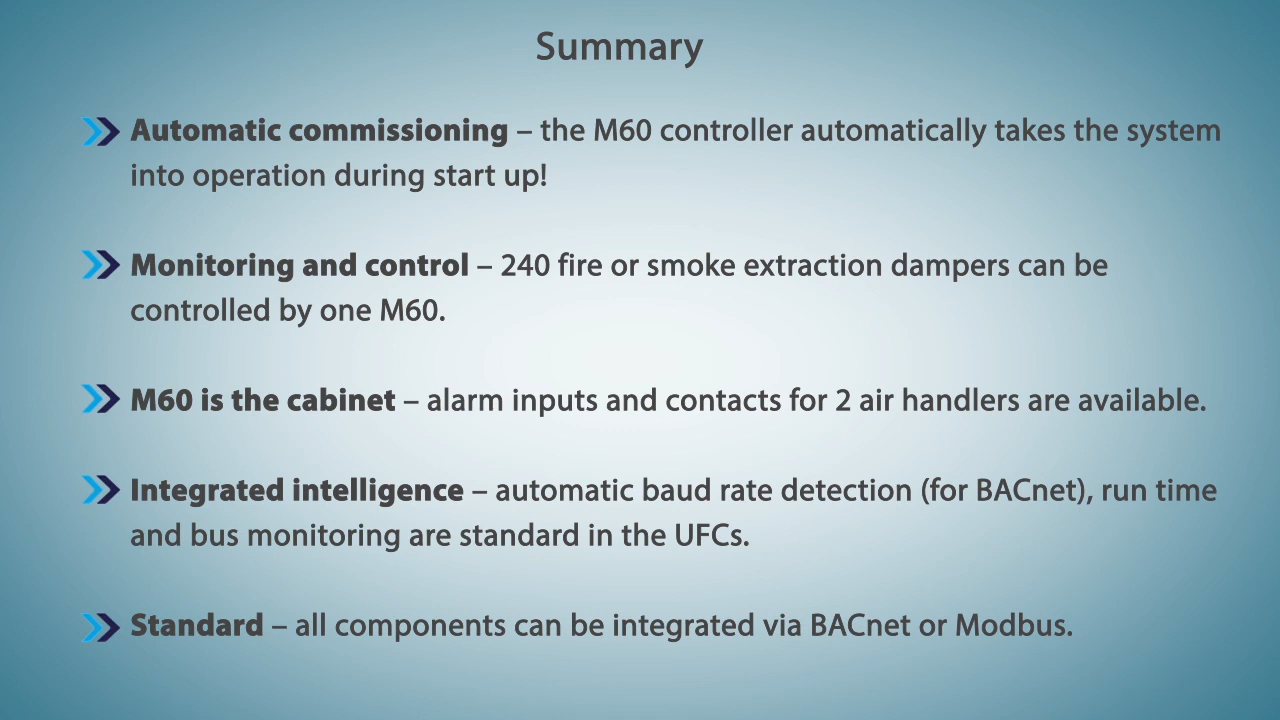 Summary
Automatic commissioning – the M60 controller automatically takes the system
into operation during start up!
Monitoring and control – 240 fire or smoke extraction dampers can be
controlled by one M60.
M60 is the cabinet – alarm inputs and contacts for 2 air handlers are available.
Integrated intelligence – automatic baud rate detection (for BACnet), run time
and bus monitoring are standard in the UFCs.
Standard – all components can be integrated via BACnet or Modbus.